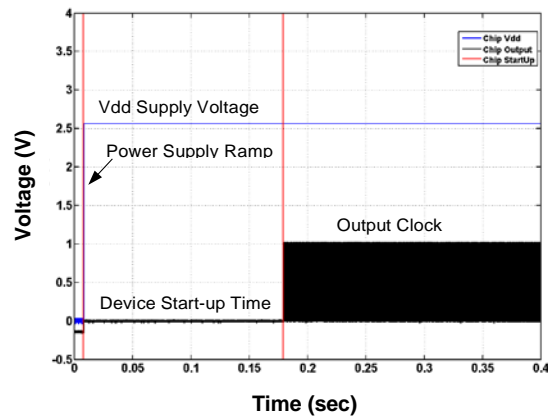 4
Chip Vdd
Chip Output
Chip StartUp
3.5
3
Vdd Supply Voltage
2.5
Power Supply Ramp
2
Voltage (V)
1.5
Output Clock
1
0.5
Device Start-up Time
0
-0.5
0 0.05 0.1 0.15 0.2 0.25 0.3 0.35 0.4
Time (sec)